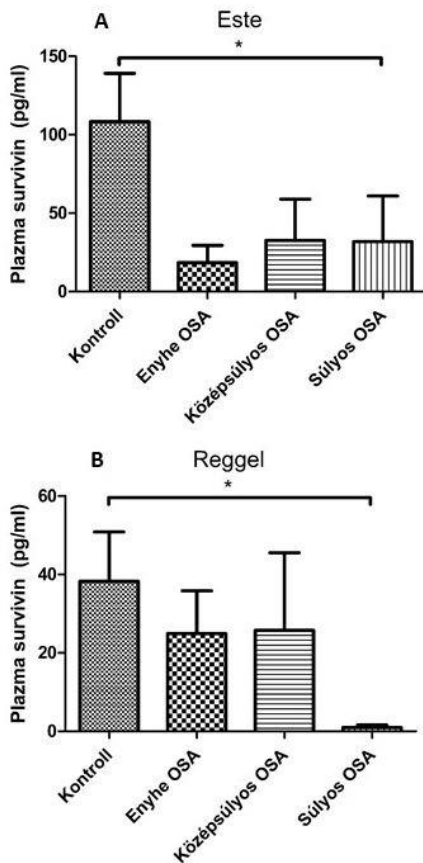 A
Este
*
Plazma survivin (pg/ml)
150
100
50
0
Kontroll
Enyhe OSA
Középsúlyos OSA
Súlyos OSA
B
Reggel
*
Plazma survivin (pg/ml)
60
40
20
0
Kontroll
Enyhe OSA
Középsúlyos OSA
Súlyos OSA